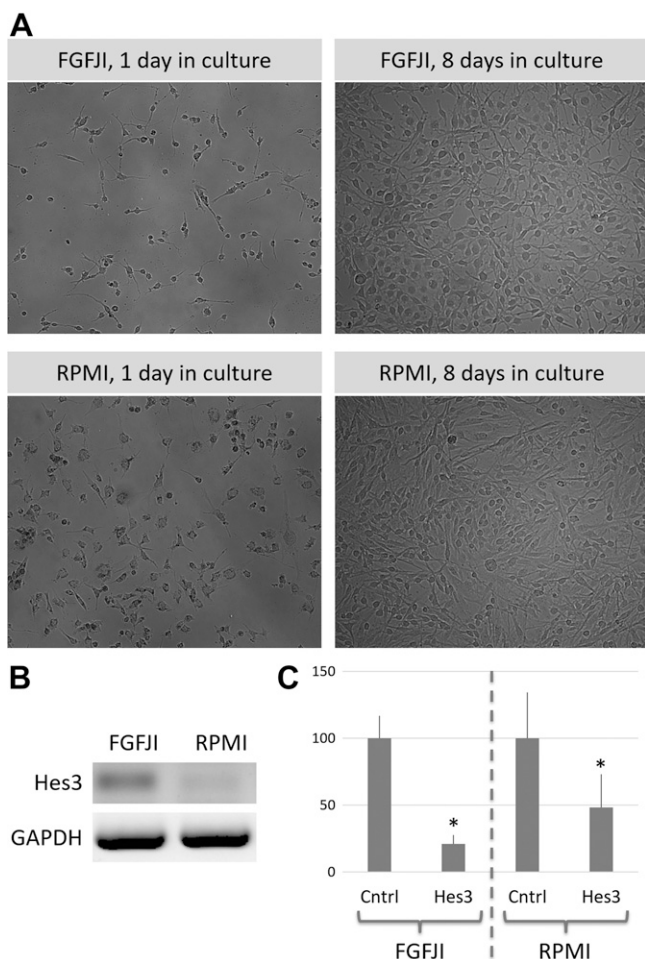 A
FGFJI, 1 day in culture
FGFJI, 8 days in culture
RPMI, 1 day in culture
RPMI, 8 days in culture
B
FGFJI RPMI
Hes3
GAPDH
C
150
100
50
0
*
*
Cntrl Hes3 Cntrl Hes3
FGFJI RPMI